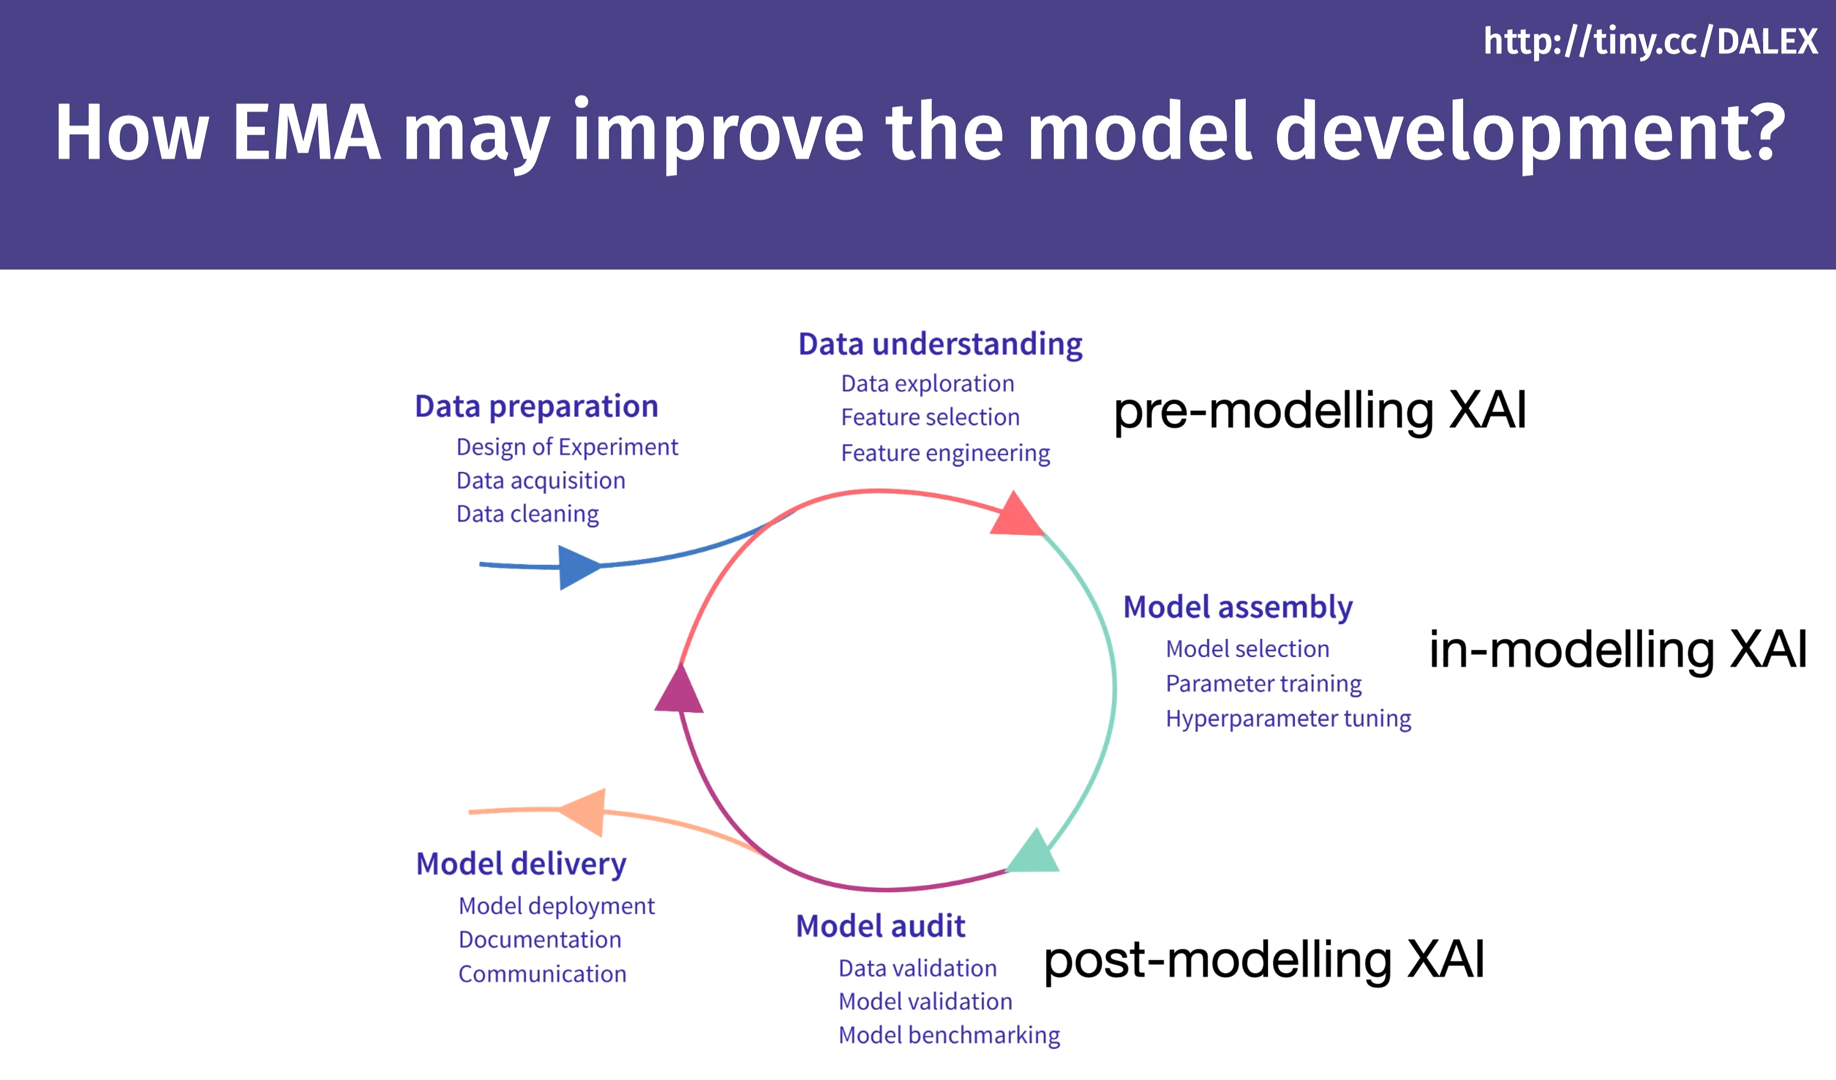 http://tiny.cc/DALEX
How EMA may improve the model development?
Data understanding
Data exploration
Feature selection
Feature engineering
pre-modelling XAI
Data preparation
Design of Experiment
Data acquisition
Data cleaning
Model assembly
Model selection
Parameter training
Hyperparameter tuning
in-modelling XAI
Model delivery
Model deployment
Documentation
Communication
Model audit
Data validation
Model validation
Model benchmarking
post-modelling XAI